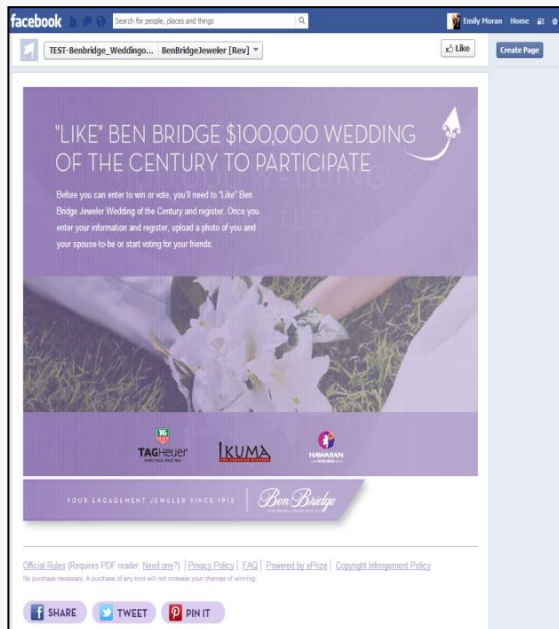 facebook
Search for people, places and things
Emily Moran Home
TEST-Benbridge_Weddingo... BenBridgeJeweler [Rev]
Like
Create Page
"LIKE" BEN BRIDGE $100,000 WEDDING
OF THE CENTURY TO PARTICIPATE
Before you can enter to win or vote, you'll need to "Like" Ben
Bridge Jeweler Wedding of the Century and register. Once you
enter your information and register, upload a photo of you and
your spouse-to-be or start voting for your friends.
TAGHeuer
IKUMA
HAWAIIAN
YOUR ENGAGEMENT JEWELER SINCE 1912
Ben Bridge
Official Rules (Requires PDF reader. Need one?) | Privacy Policy | FAQ | Powered by ePrize | Copyright Infringement Policy
No purchase necessary. A purchase of any kind will not increase your chances of winning.
SHARE
TWEET
PIN IT